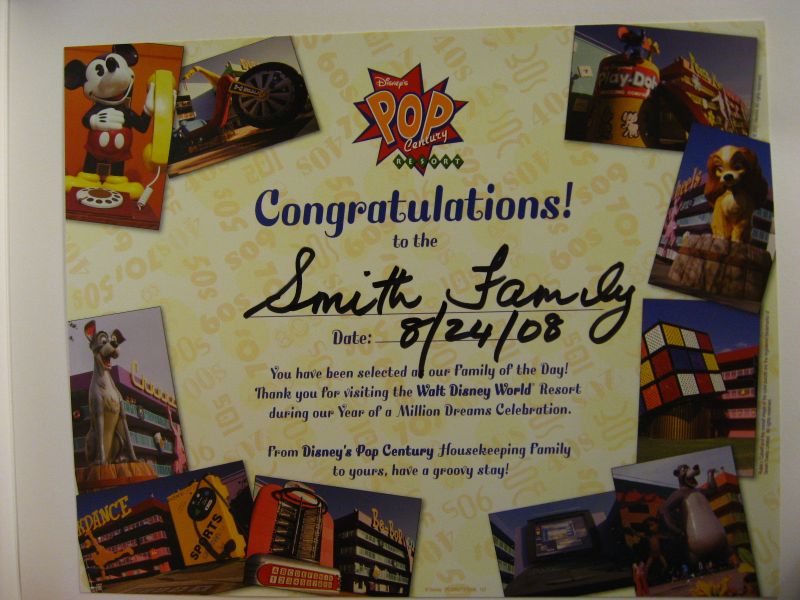 Disney's
POP
Century
RESORT
Play-Doh
Congratulations!
to the
Smith Family
Date: 8/24/08
You have been selected as our Family of the Day!
Thank you for visiting the Walt Disney World® Resort
during our Year of a Million Dreams Celebration.
From Disney's Pop Century Housekeeping Family
to yours, have a groovy stay!
SPORTS
ABCDEFGH